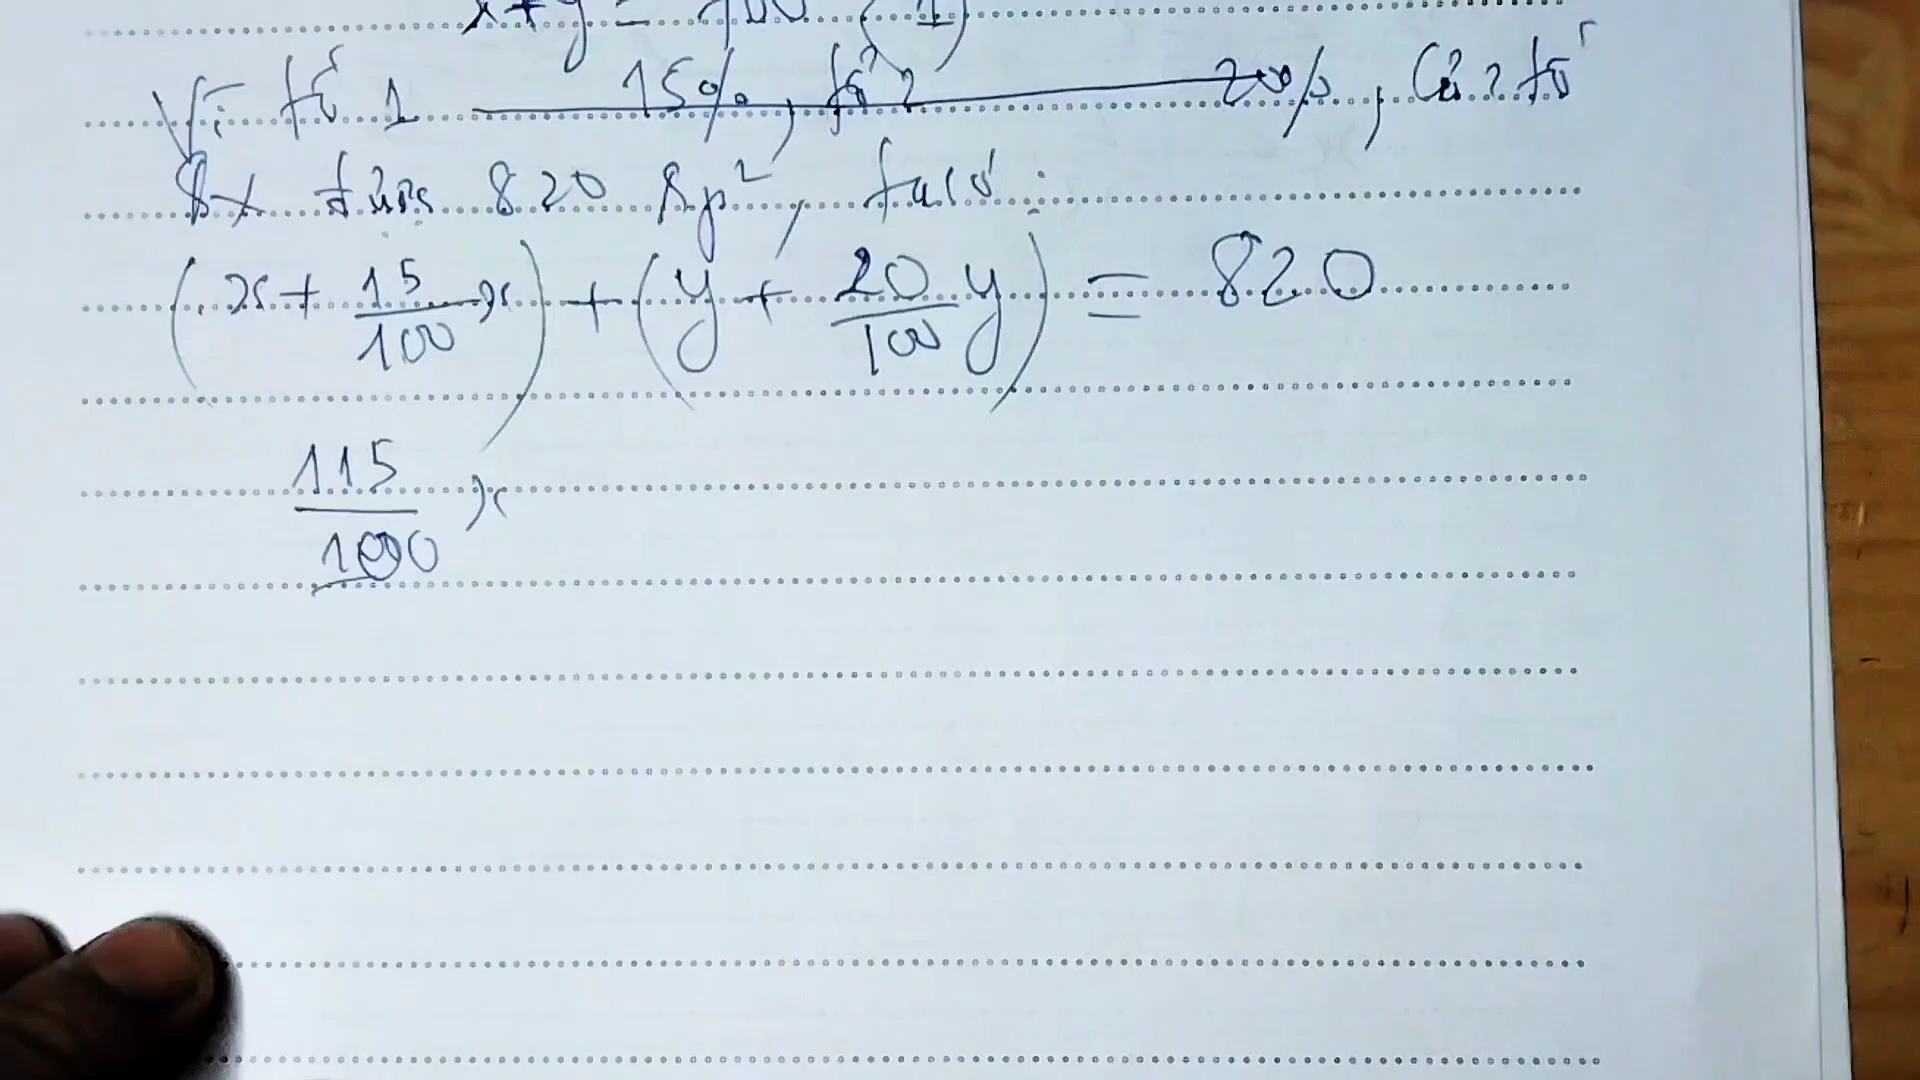 x + y = 700 (1)
Vì tổ 1 15%, tổ 2 20%, Cả 2 tổ
Sx được 820 sp², ta có :
(x + 15/100 x) + (y + 20/100 y) = 820
115/100 x